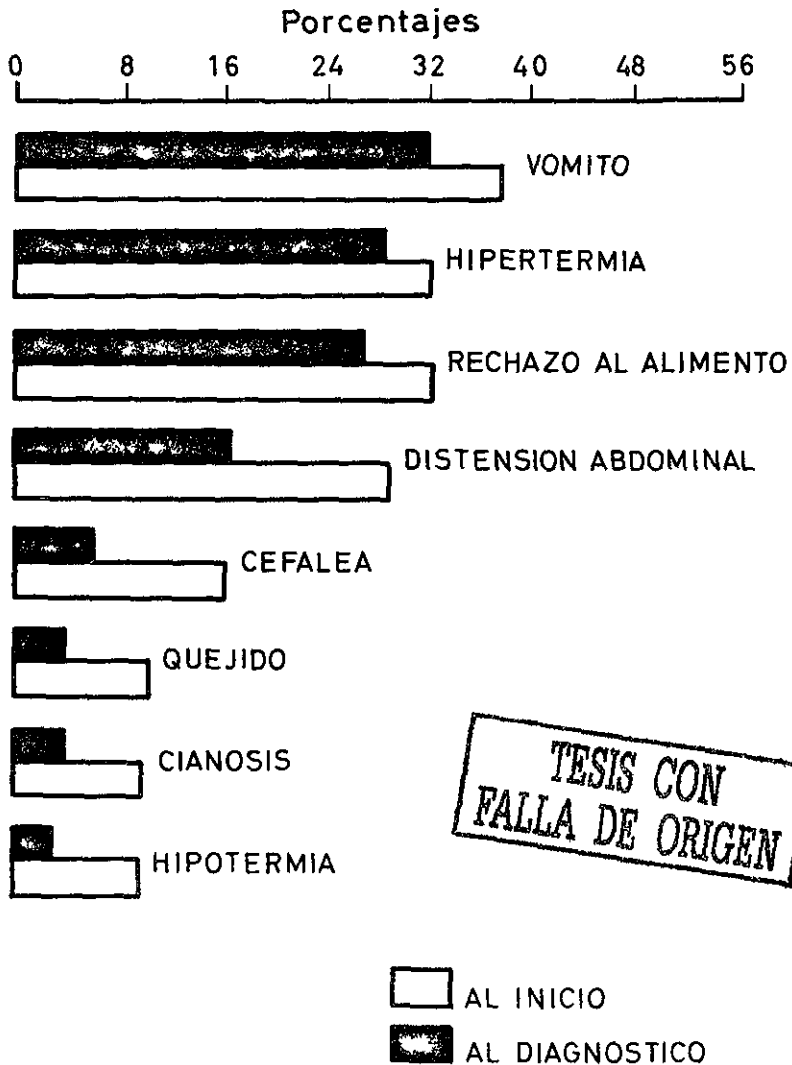 Porcentajes
0 8 16 24 32 40 48 56
VOMITO
HIPERTERMIA
RECHAZO AL ALIMENTO
DISTENSION ABDOMINAL
CEFALEA
QUEJIDO
CIANOSIS
HIPOTERMIA
TESIS CON
FALLA DE ORIGEN
AL INICIO
AL DIAGNOSTICO